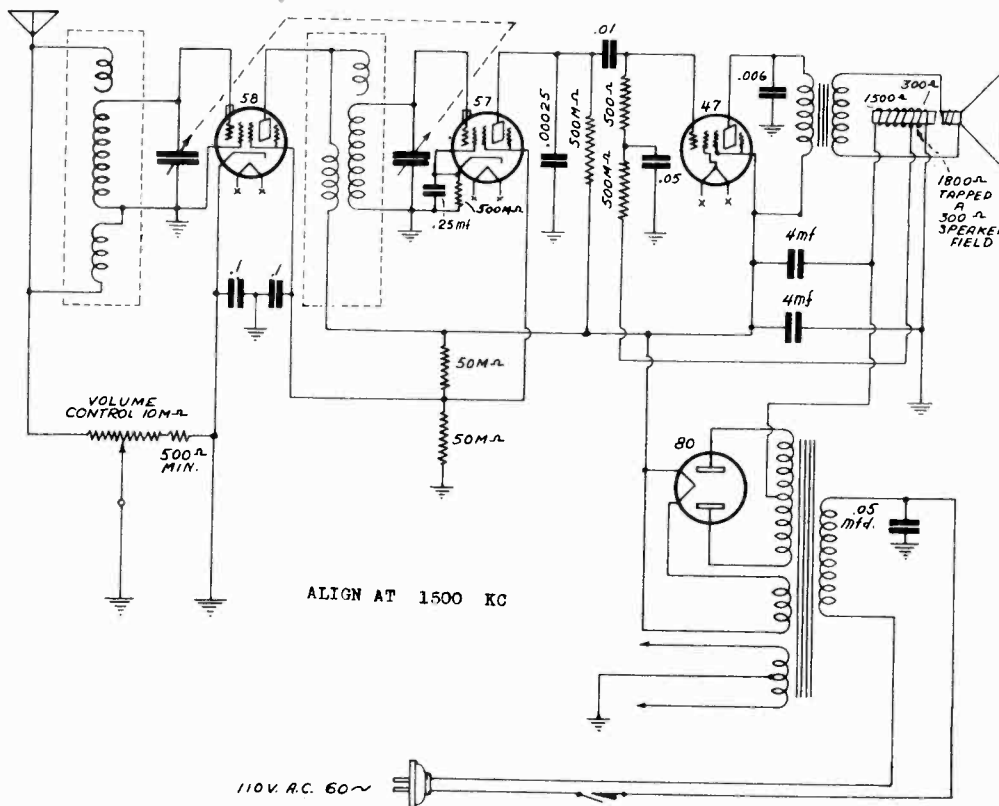 58
57
.01
47
.006
300Ω
1500Ω
.00025
500MΩ
500Ω
500MΩ
.05
.25mf
500MΩ
1800Ω
TAPPED
A
300Ω
SPEAKER
FIELD
.1
.1
4mf
4mf
50MΩ
50MΩ
VOLUME
CONTROL 10MΩ
500Ω
MIN.
80
.05
mfd.
ALIGN AT 1500 KC
110V. A.C. 60~
x x
x x
x x